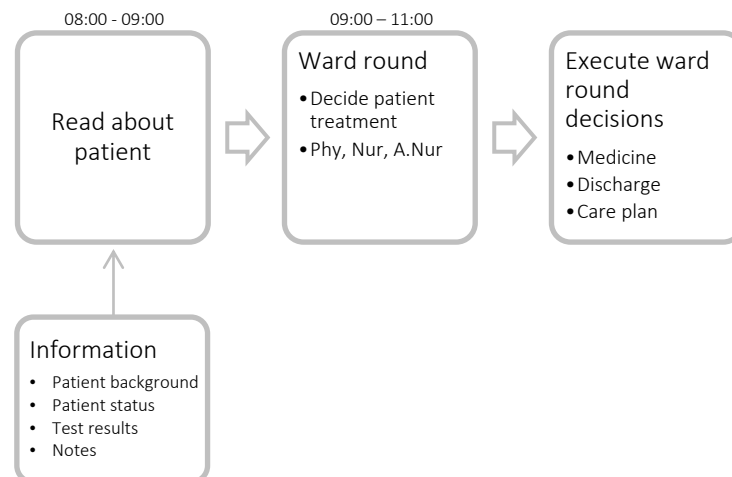 08:00 - 09:00
Read about
patient
09:00 – 11:00
Ward round
•Decide patient
treatment
•Phy, Nur, A.Nur
Execute ward
round
decisions
•Medicine
•Discharge
•Care plan
Information
• Patient background
• Patient status
• Test results
• Notes